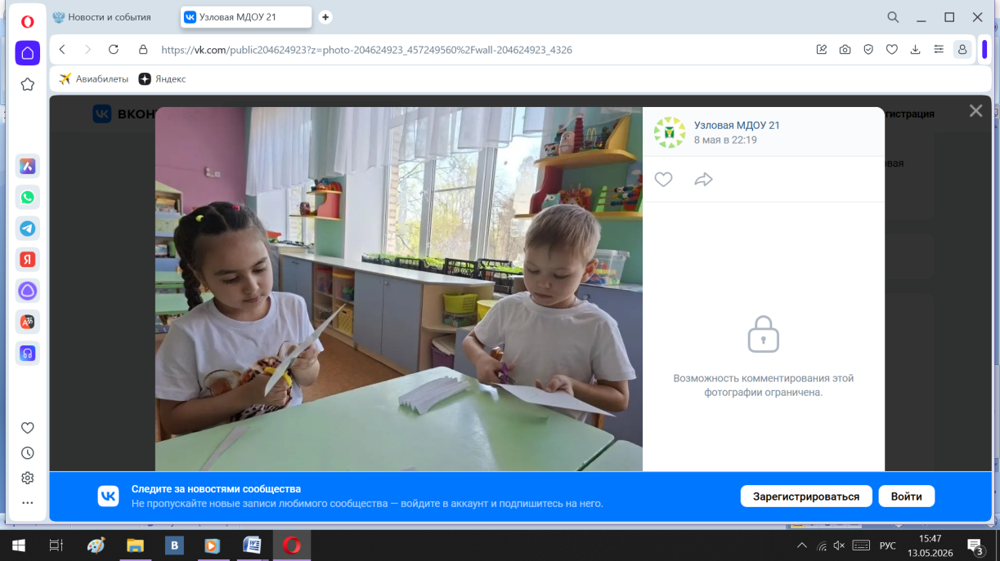 Новости и события
Узловая МДОУ 21
https://vk.com/public204624923?z=photo-204624923_457249560%2Fwall-204624923_4326
Авиабилеты
Яндекс
Узловая МДОУ 21
8 мая в 22:19
Возможность комментирования этой
фотографии ограничена.
Следите за новостями сообщества
Не пропускайте новые записи любимого сообщества — войдите в аккаунт и подпишитесь на него.
Зарегистрироваться
Войти
РУС
15:47
13.05.2026
3